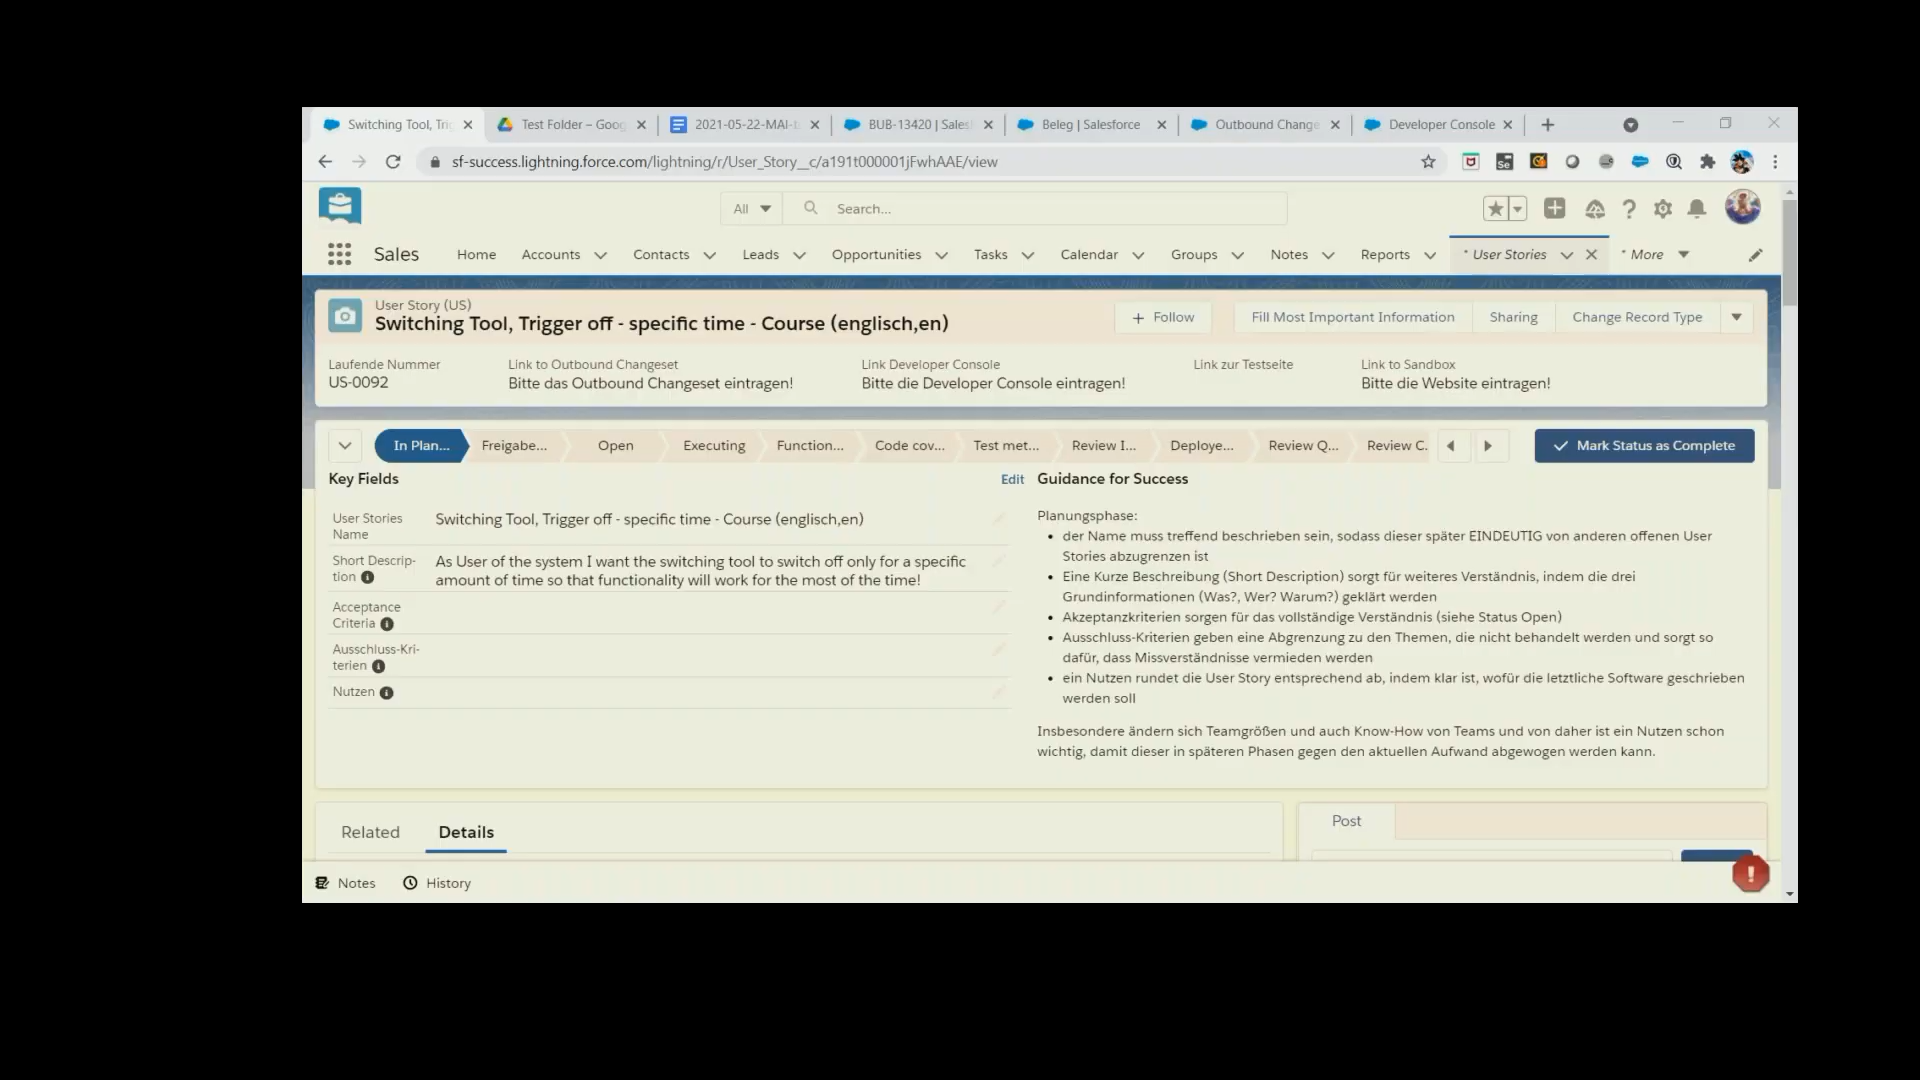 Switching Tool, Tri
Test Folder – Goog
2021-05-22-MAI-
BUB-13420 | Sales
Beleg | Salesforce
Outbound Change
Developer Console
sf-success.lightning.force.com/lightning/r/User_Story__c/a191t000001jFwhAAE/view
All
Search...
Sales
Home
Accounts
Contacts
Leads
Opportunities
Tasks
Calendar
Groups
Notes
Reports
* User Stories
* More
User Story (US)
Switching Tool, Trigger off - specific time - Course (englisch,en)
+ Follow
Fill Most Important Information
Sharing
Change Record Type
Laufende Nummer
US-0092
Link to Outbound Changeset
Bitte das Outbound Changeset eintragen!
Link Developer Console
Bitte die Developer Console eintragen!
Link zur Testseite
Link to Sandbox
Bitte die Website eintragen!
In Plan...
Freigabe...
Open
Executing
Function...
Code cov...
Test met...
Review I...
Deploye...
Review Q...
Review C.
Mark Status as Complete
Key Fields
Edit
User Stories
Name
Switching Tool, Trigger off - specific time - Course (englisch,en)
Short Descrip-
tion
As User of the system I want the switching tool to switch off only for a specific
amount of time so that functionality will work for the most of the time!
Acceptance
Criteria
Ausschluss-Kri-
terien
Nutzen
Guidance for Success
Planungsphase:
• der Name muss treffend beschrieben sein, sodass dieser später EINDEUTIG von anderen offenen User
Stories abzugrenzen ist
• Eine Kurze Beschreibung (Short Description) sorgt für weiteres Verständnis, indem die drei
Grundinformationen (Was?, Wer? Warum?) geklärt werden
• Akzeptanzkriterien sorgen für das vollständige Verständnis (siehe Status Open)
• Ausschluss-Kriterien geben eine Abgrenzung zu den Themen, die nicht behandelt werden und sorgt so
dafür, dass Missverständnisse vermieden werden
• ein Nutzen rundet die User Story entsprechend ab, indem klar ist, wofür die letztliche Software geschrieben
werden soll
Insbesondere ändern sich Teamgrößen und auch Know-How von Teams und von daher ist ein Nutzen schon
wichtig, damit dieser in späteren Phasen gegen den aktuellen Aufwand abgewogen werden kann.
Related
Details
Post
Notes
History